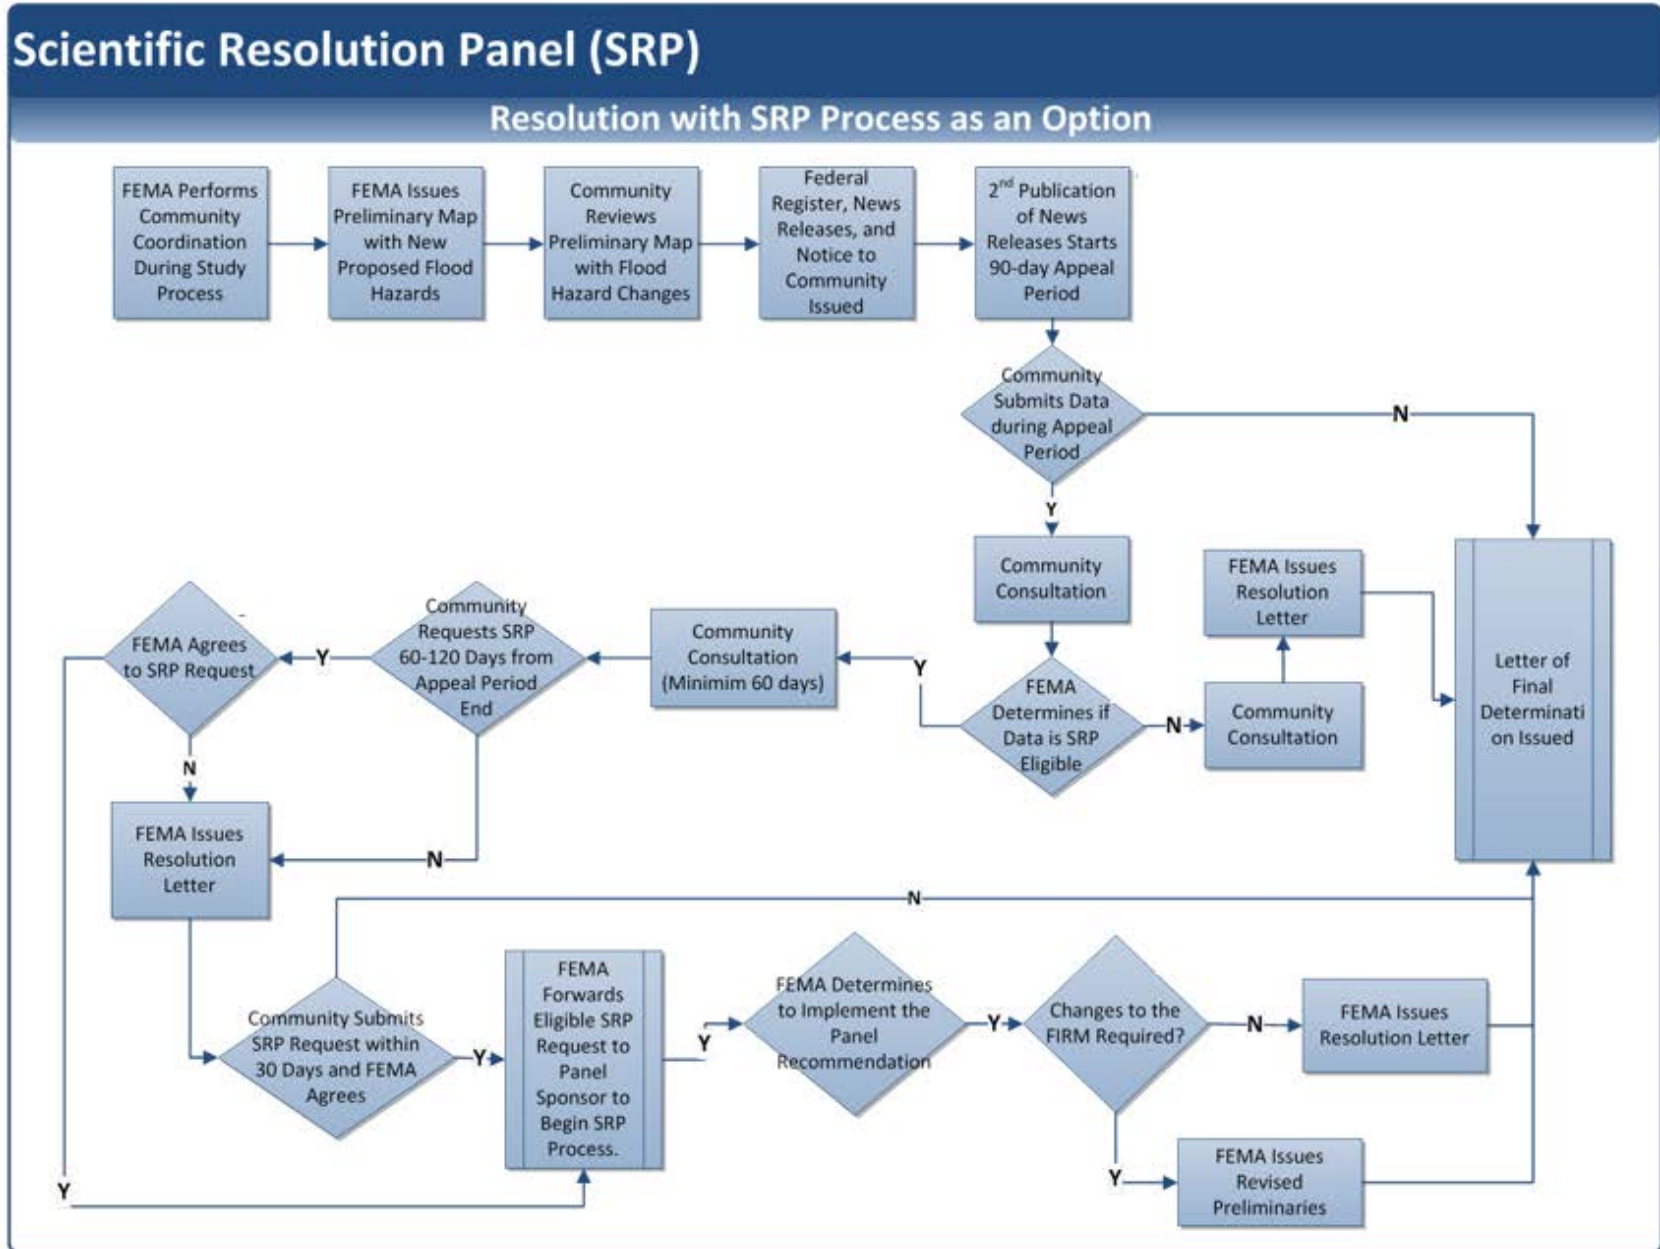 Scientific Resolution Panel (SRP)
Resolution with SRP Process as an Option
FEMA Performs
Community
Coordination
During Study
Process
FEMA Issues
Preliminary Map
with New
Proposed Flood
Hazards
Community
Reviews
Preliminary Map
with Flood
Hazard Changes
Federal
Register, News
Releases, and
Notice to
Community
Issued
2nd Publication
of News
Releases Starts
90-day Appeal
Period
Community
Submits Data
during Appeal
Period
N
Y
Community
Consultation
FEMA Issues
Resolution
Letter
Letter of
Final
Determinati
on Issued
FEMA Agrees
to SRP Request
Y
Community
Requests SRP
60-120 Days from
Appeal Period
End
Community
Consultation
(Minimim 60 days)
Y
FEMA
Determines if
Data is SRP
Eligible
N
Community
Consultation
N
FEMA Issues
Resolution
Letter
N
N
Community Submits
SRP Request within
30 Days and FEMA
Agrees
Y
FEMA
Forwards
Eligible SRP
Request to
Panel
Sponsor to
Begin SRP
Process.
Y
FEMA Determines
to Implement the
Panel
Recommendation
Y
Changes to the
FIRM Required?
N
FEMA Issues
Resolution Letter
Y
FEMA Issues
Revised
Preliminaries
Y